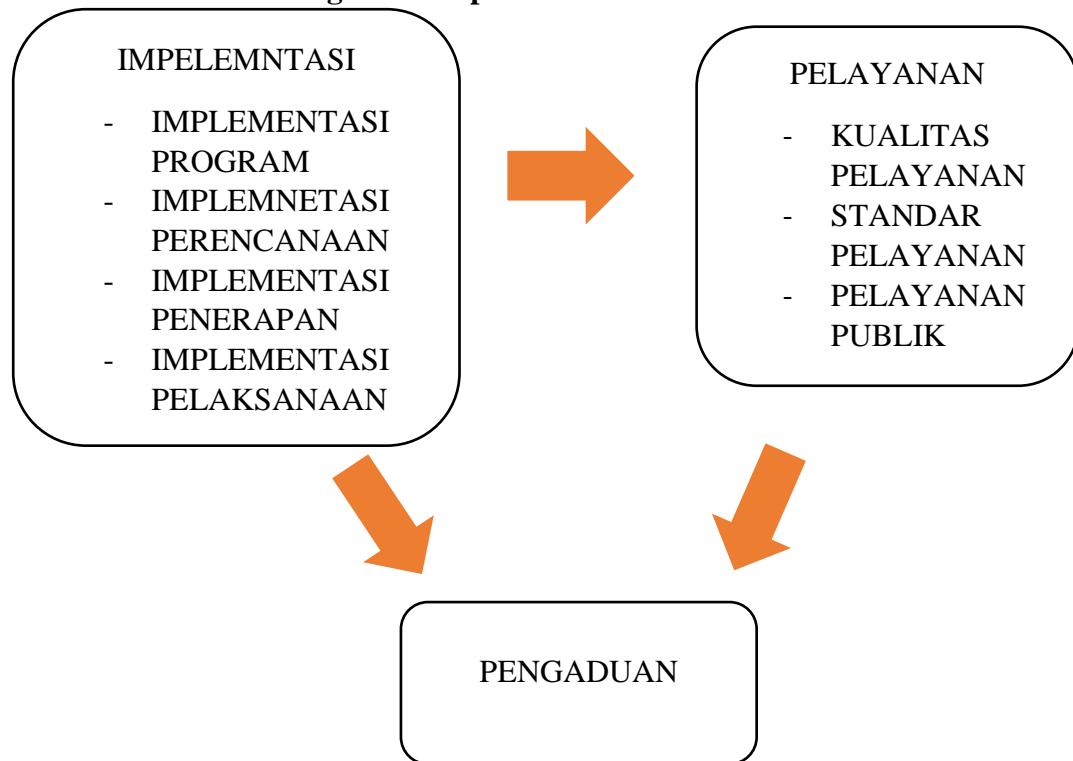 IMPELEMNTASI
- IMPLEMENTASI
PROGRAM
- IMPLEMNETASI
PERENCANAAN
- IMPLEMENTASI
PENERAPAN
- IMPLEMENTASI
PELAKSANAAN
PELAYANAN
- KUALITAS
PELAYANAN
- STANDAR
PELAYANAN
- PELAYANAN
PUBLIK
PENGADUAN